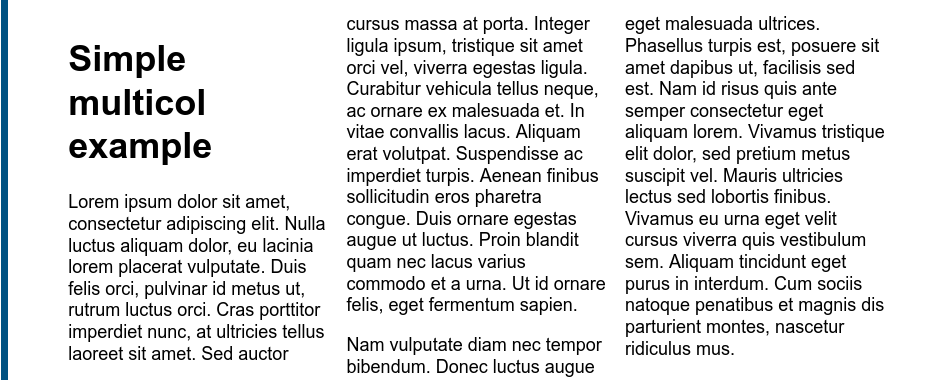 Simple
multicol
example
Lorem ipsum dolor sit amet,
consectetur adipiscing elit. Nulla
luctus aliquam dolor, eu lacinia
lorem placerat vulputate. Duis
felis orci, pulvinar id metus ut,
rutrum luctus orci. Cras porttitor
imperdiet nunc, at ultricies tellus
laoreet sit amet. Sed auctor
cursus massa at porta. Integer
ligula ipsum, tristique sit amet
orci vel, viverra egestas ligula.
Curabitur vehicula tellus neque,
ac ornare ex malesuada et. In
vitae convallis lacus. Aliquam
erat volutpat. Suspendisse ac
imperdiet turpis. Aenean finibus
sollicitudin eros pharetra
congue. Duis ornare egestas
augue ut luctus. Proin blandit
quam nec lacus varius
commodo et a urna. Ut id ornare
felis, eget fermentum sapien.
Nam vulputate diam nec tempor
bibendum. Donec luctus augue
eget malesuada ultrices.
Phasellus turpis est, posuere sit
amet dapibus ut, facilisis sed
est. Nam id risus quis ante
semper consectetur eget
aliquam lorem. Vivamus tristique
elit dolor, sed pretium metus
suscipit vel. Mauris ultricies
lectus sed lobortis finibus.
Vivamus eu urna eget velit
cursus viverra quis vestibulum
sem. Aliquam tincidunt eget
purus in interdum. Cum sociis
natoque penatibus et magnis dis
parturient montes, nascetur
ridiculus mus.